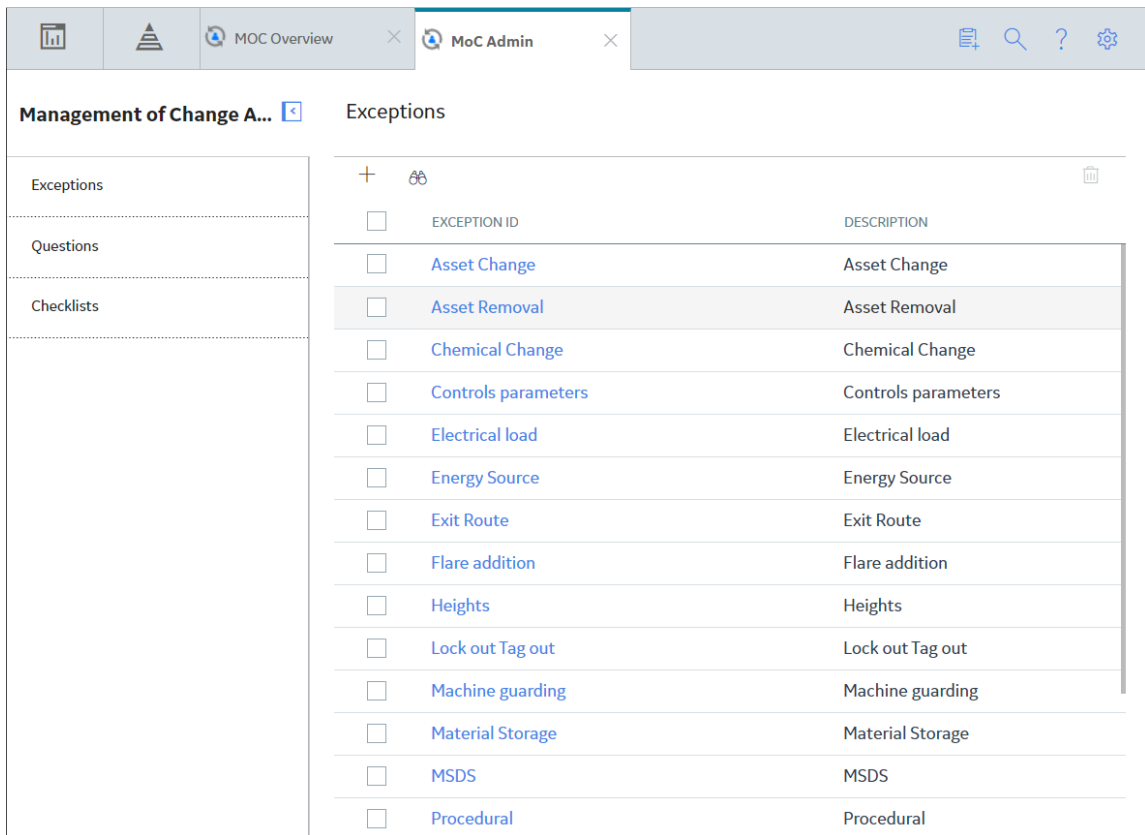 MOC Overview
MoC Admin
Management of Change A...
Exceptions
Exceptions
Questions
Checklists
EXCEPTION ID DESCRIPTION
Asset Change Asset Change
Asset Removal Asset Removal
Chemical Change Chemical Change
Controls parameters Controls parameters
Electrical load Electrical load
Energy Source Energy Source
Exit Route Exit Route
Flare addition Flare addition
Heights Heights
Lock out Tag out Lock out Tag out
Machine guarding Machine guarding
Material Storage Material Storage
MSDS MSDS
Procedural Procedural